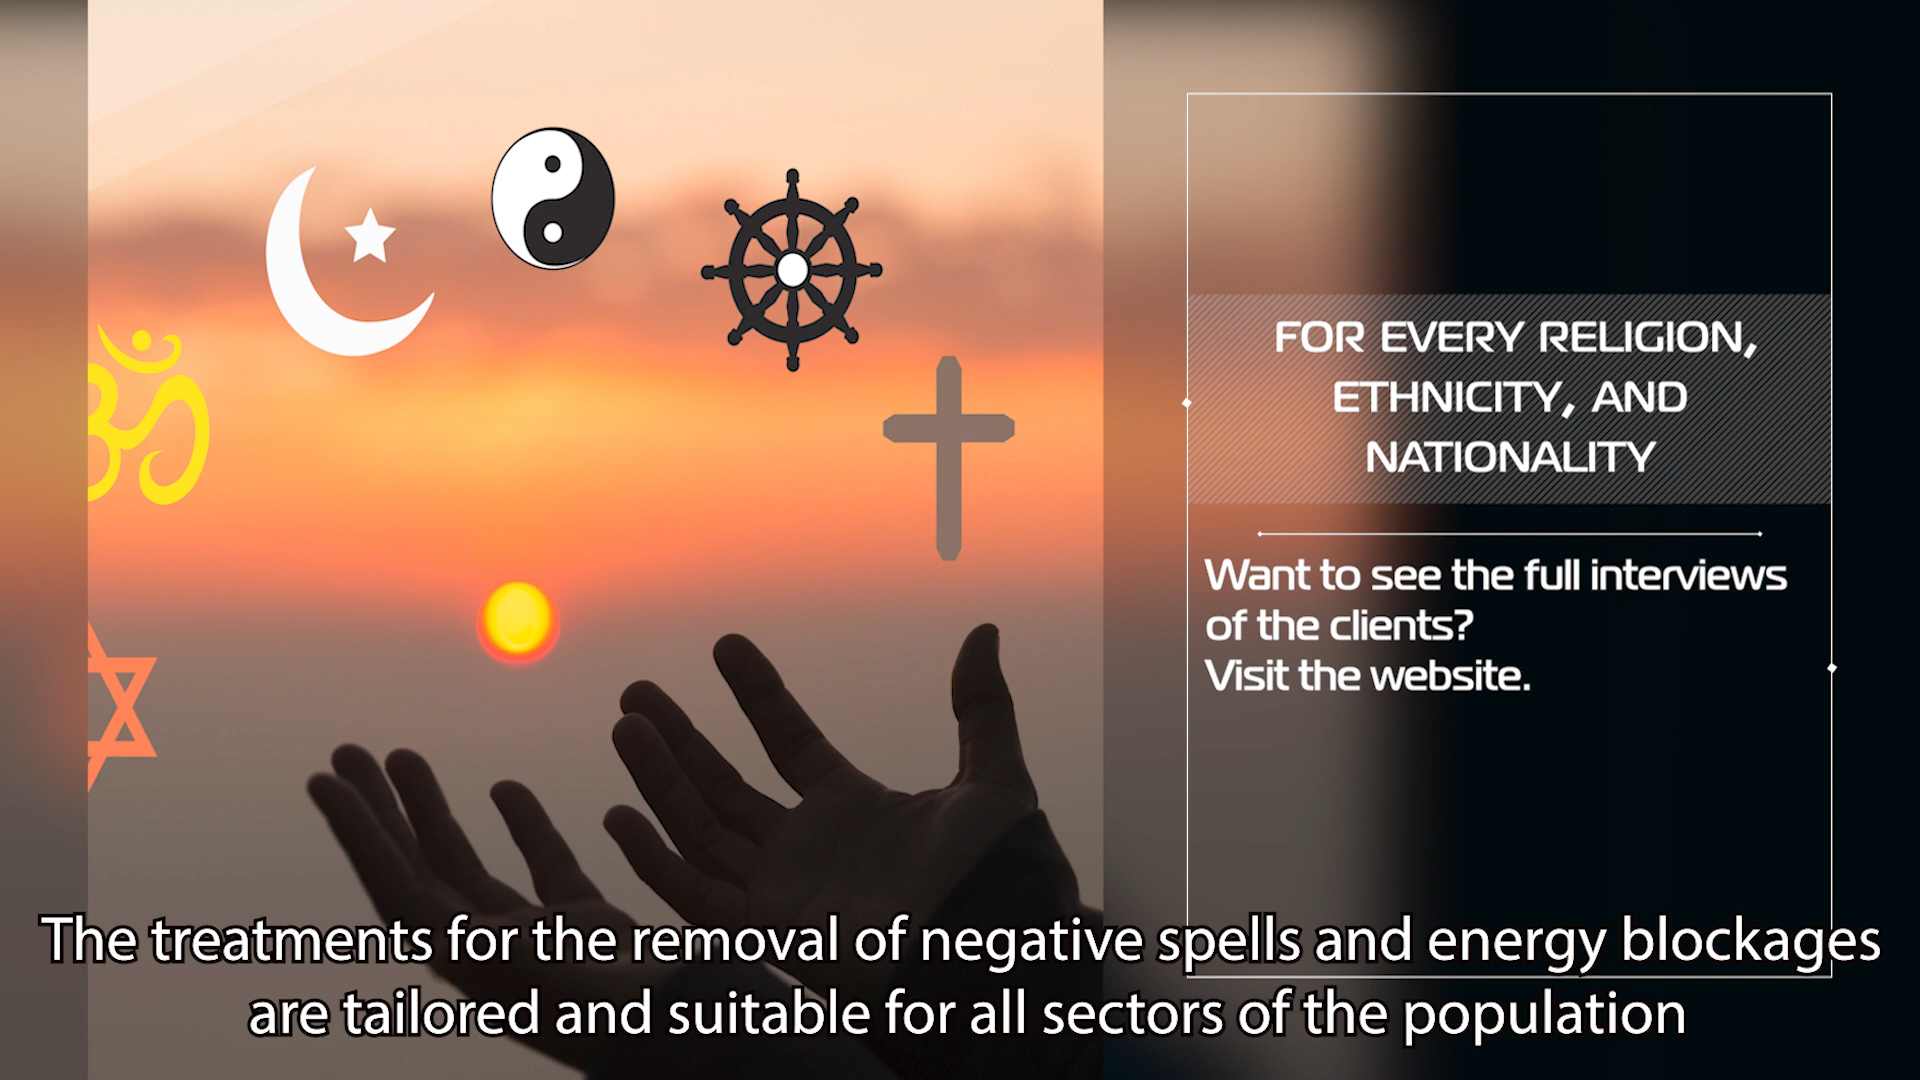 FOR EVERY RELIGION,
ETHNICITY, AND
NATIONALITY
Want to see the full interviews
of the clients?
Visit the website.
The treatments for the removal of negative spells and energy blockages
are tailored and suitable for all sectors of the population